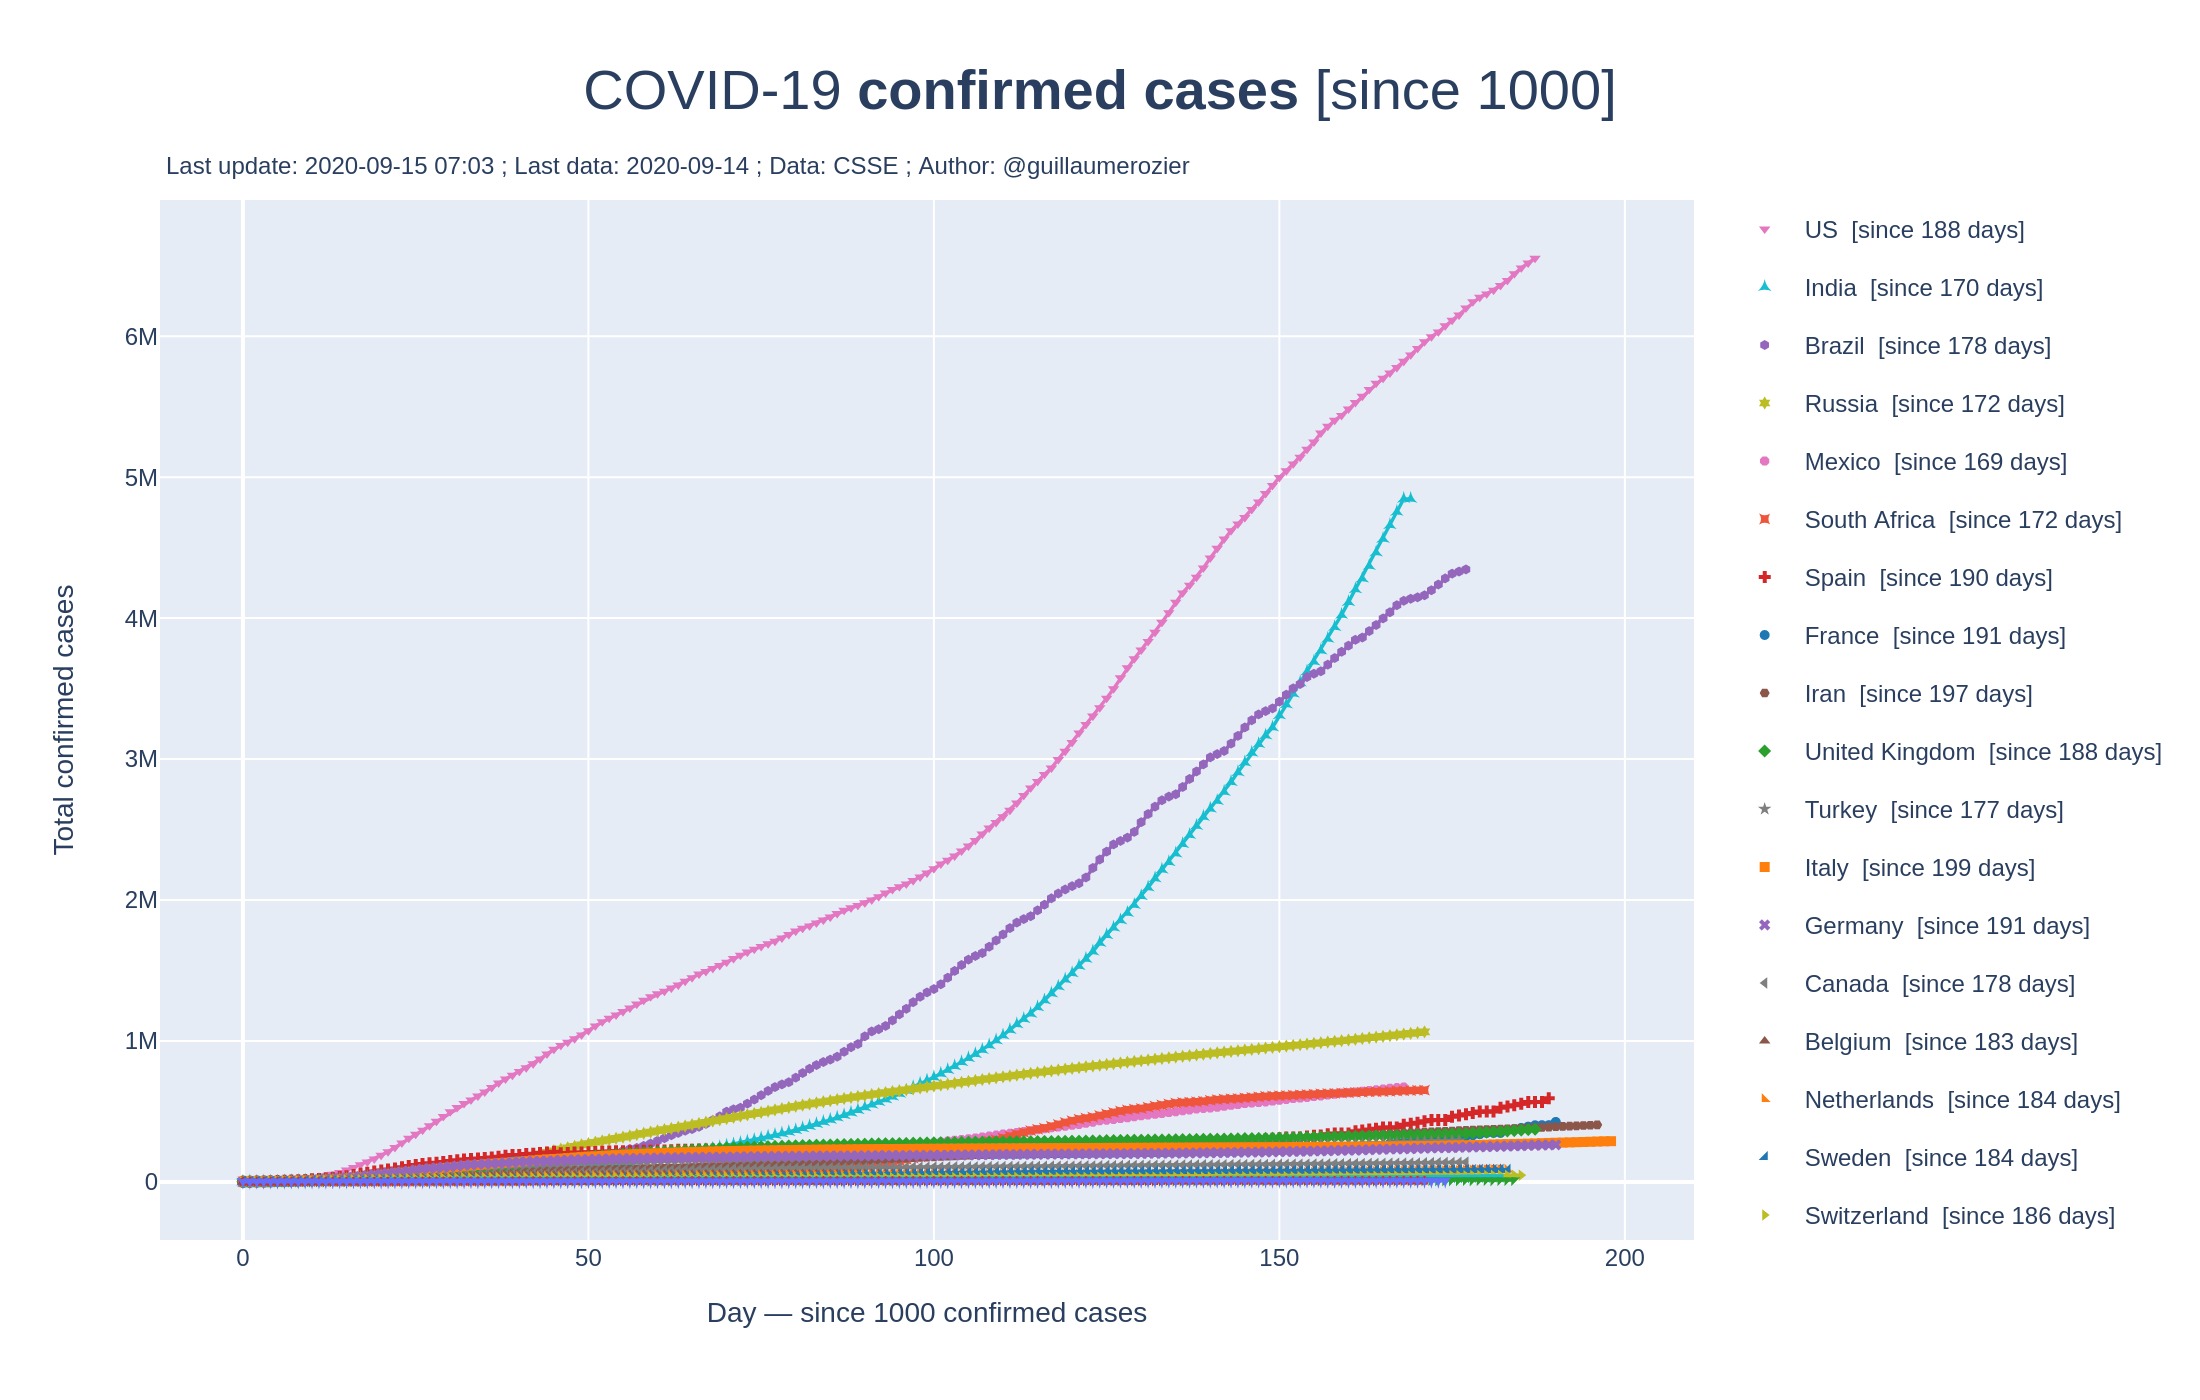 COVID-19 confirmed cases [since 1000]
Last update: 2020-09-15 07:03 ; Last data: 2020-09-14 ; Data: CSSE ; Author: @guillaumerozier
Total confirmed cases
6M
5M
4M
3M
2M
1M
0
0 50 100 150 200
Day — since 1000 confirmed cases
US [since 188 days]
India [since 170 days]
Brazil [since 178 days]
Russia [since 172 days]
Mexico [since 169 days]
South Africa [since 172 days]
Spain [since 190 days]
France [since 191 days]
Iran [since 197 days]
United Kingdom [since 188 days]
Turkey [since 177 days]
Italy [since 199 days]
Germany [since 191 days]
Canada [since 178 days]
Belgium [since 183 days]
Netherlands [since 184 days]
Sweden [since 184 days]
Switzerland [since 186 days]